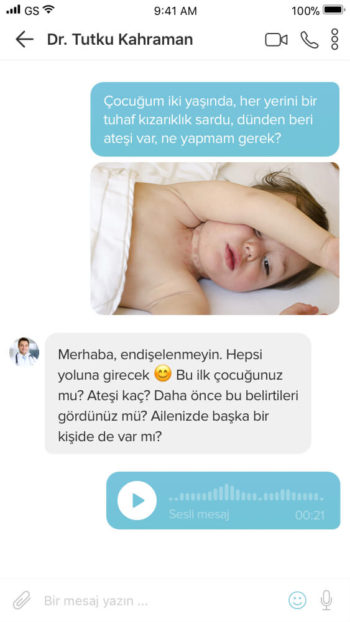 GS 9:41 AM 100%
Dr. Tutku Kahraman
Çocuğum iki yaşında, her yerini bir
tuhaf kızarıklık sardu, dünden beri
ateşi var, ne yapmam gerek?
Merhaba, endişelenmeyin. Hepsi
yoluna girecek 😊 Bu ilk çocuğunuz
mu? Ateşi kaç? Daha önce bu belirtileri
gördünüz mü? Ailenizde başka bir
kişide de var mı?
Sesli mesaj 00:21
Bir mesaj yazın ...